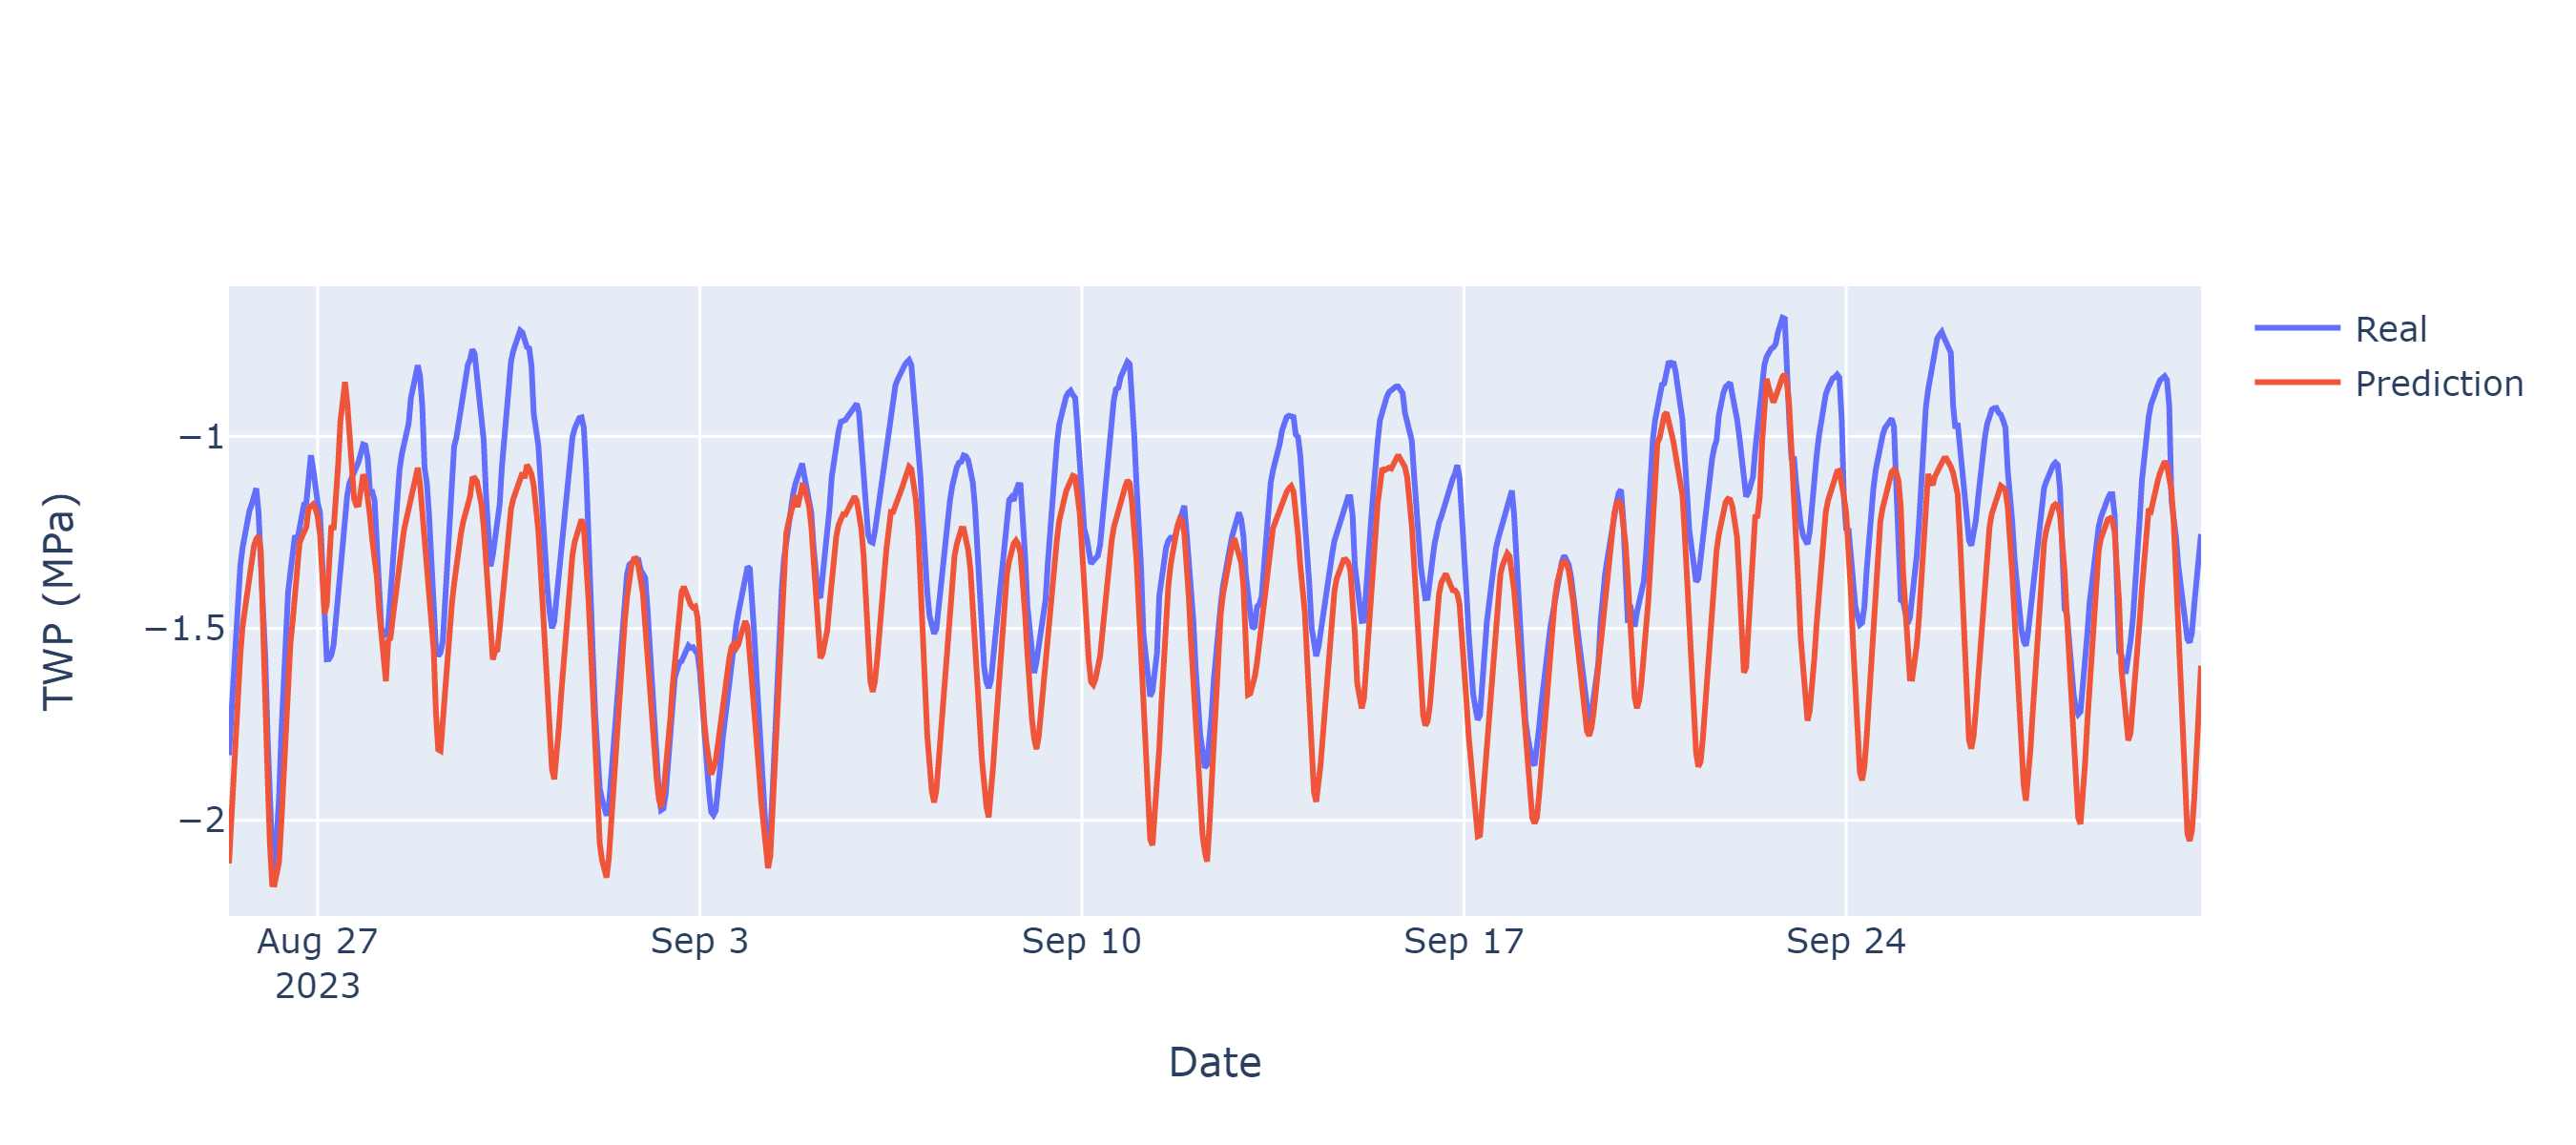 TWP (MPa)
−1
−1.5
−2
Aug 27
2023
Sep 3
Sep 10
Sep 17
Sep 24
Date
Real
Prediction